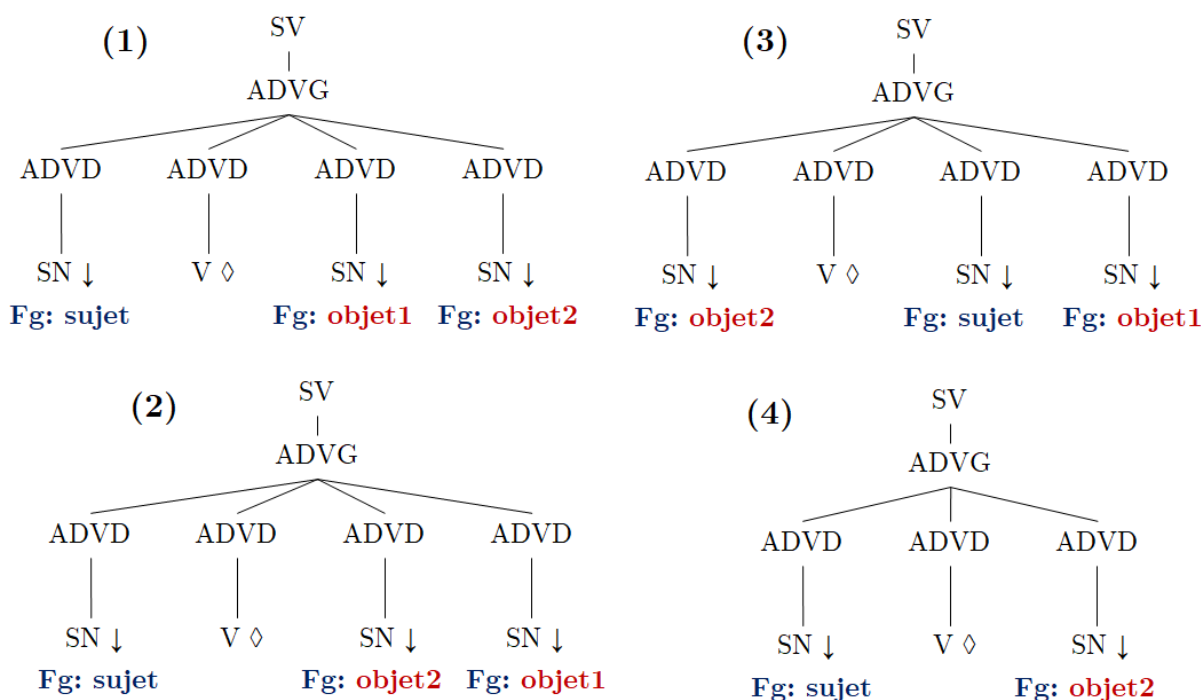 (1)
SV
ADVG
ADVD ADVD ADVD ADVD
SN ↓ V ◊ SN ↓ SN ↓
Fg: sujet Fg: objet1 Fg: objet2
(3)
SV
ADVG
ADVD ADVD ADVD ADVD
SN ↓ V ◊ SN ↓ SN ↓
Fg: objet2 Fg: sujet Fg: objet1
(2)
SV
ADVG
ADVD ADVD ADVD ADVD
SN ↓ V ◊ SN ↓ SN ↓
Fg: sujet Fg: objet2 Fg: objet1
(4)
SV
ADVG
ADVD ADVD ADVD
SN ↓ V ◊ SN ↓
Fg: sujet Fg: objet2